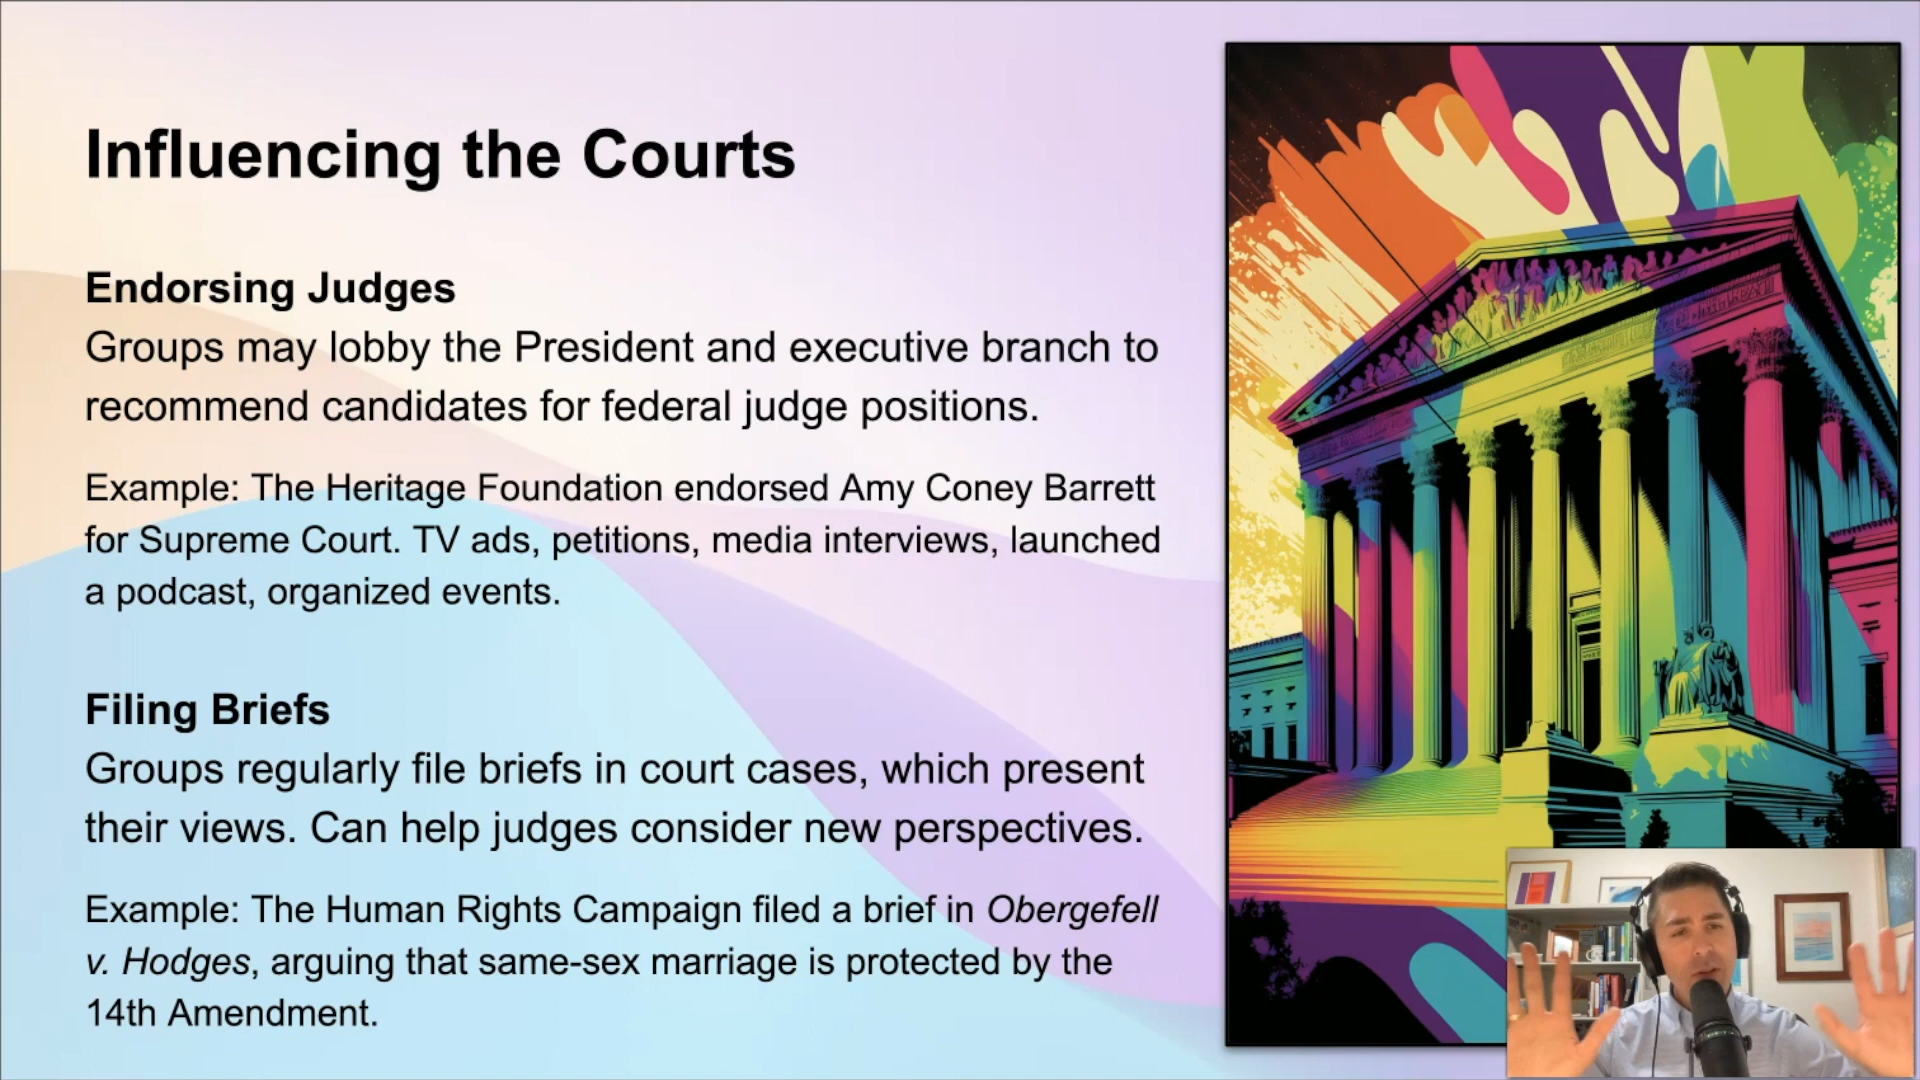 Influencing the Courts
Endorsing Judges
Groups may lobby the President and executive branch to
recommend candidates for federal judge positions.
Example: The Heritage Foundation endorsed Amy Coney Barrett
for Supreme Court. TV ads, petitions, media interviews, launched
a podcast, organized events.
Filing Briefs
Groups regularly file briefs in court cases, which present
their views. Can help judges consider new perspectives.
Example: The Human Rights Campaign filed a brief in Obergefell
v. Hodges, arguing that same-sex marriage is protected by the
14th Amendment.